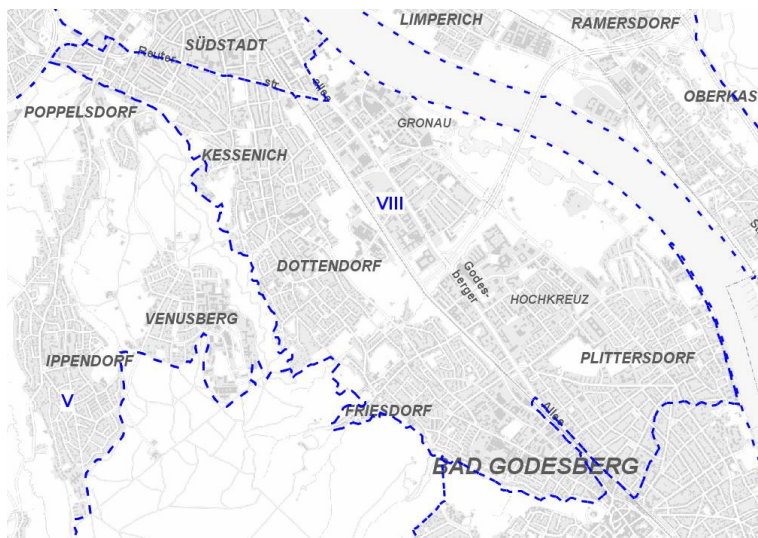 LIMPERICH
RAMERSDORF
SÜDSTADT
Reuter
str.
allee
OBERKAS
POPPELSDORF
GRONAU
KESSENICH
VIII
DOTTENDORF
Godes-
berger
HOCHKREUZ
VENUSBERG
IPPENDORF
PLITTERSDORF
V
FRIESDORF
Allee
BAD GODESBERG